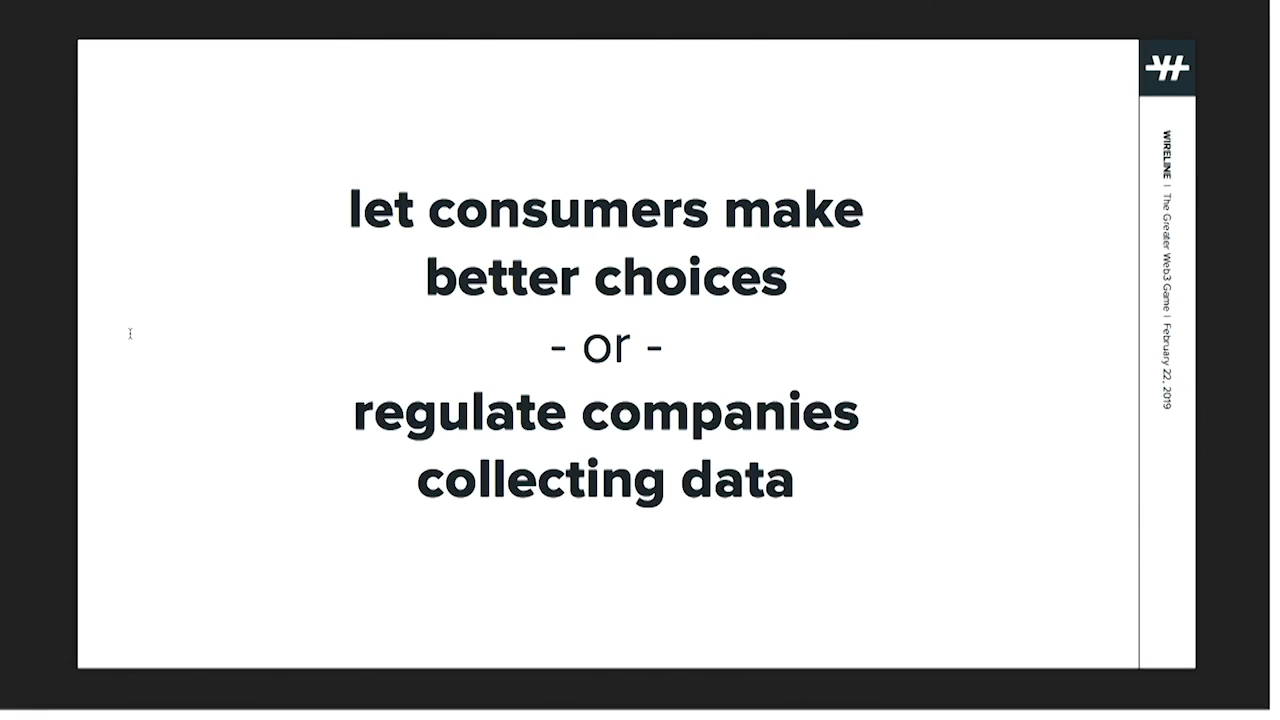 let consumers make
better choices
- or -
regulate companies
collecting data
WIRELINE | The Greater Web3 Game | February 22, 2019